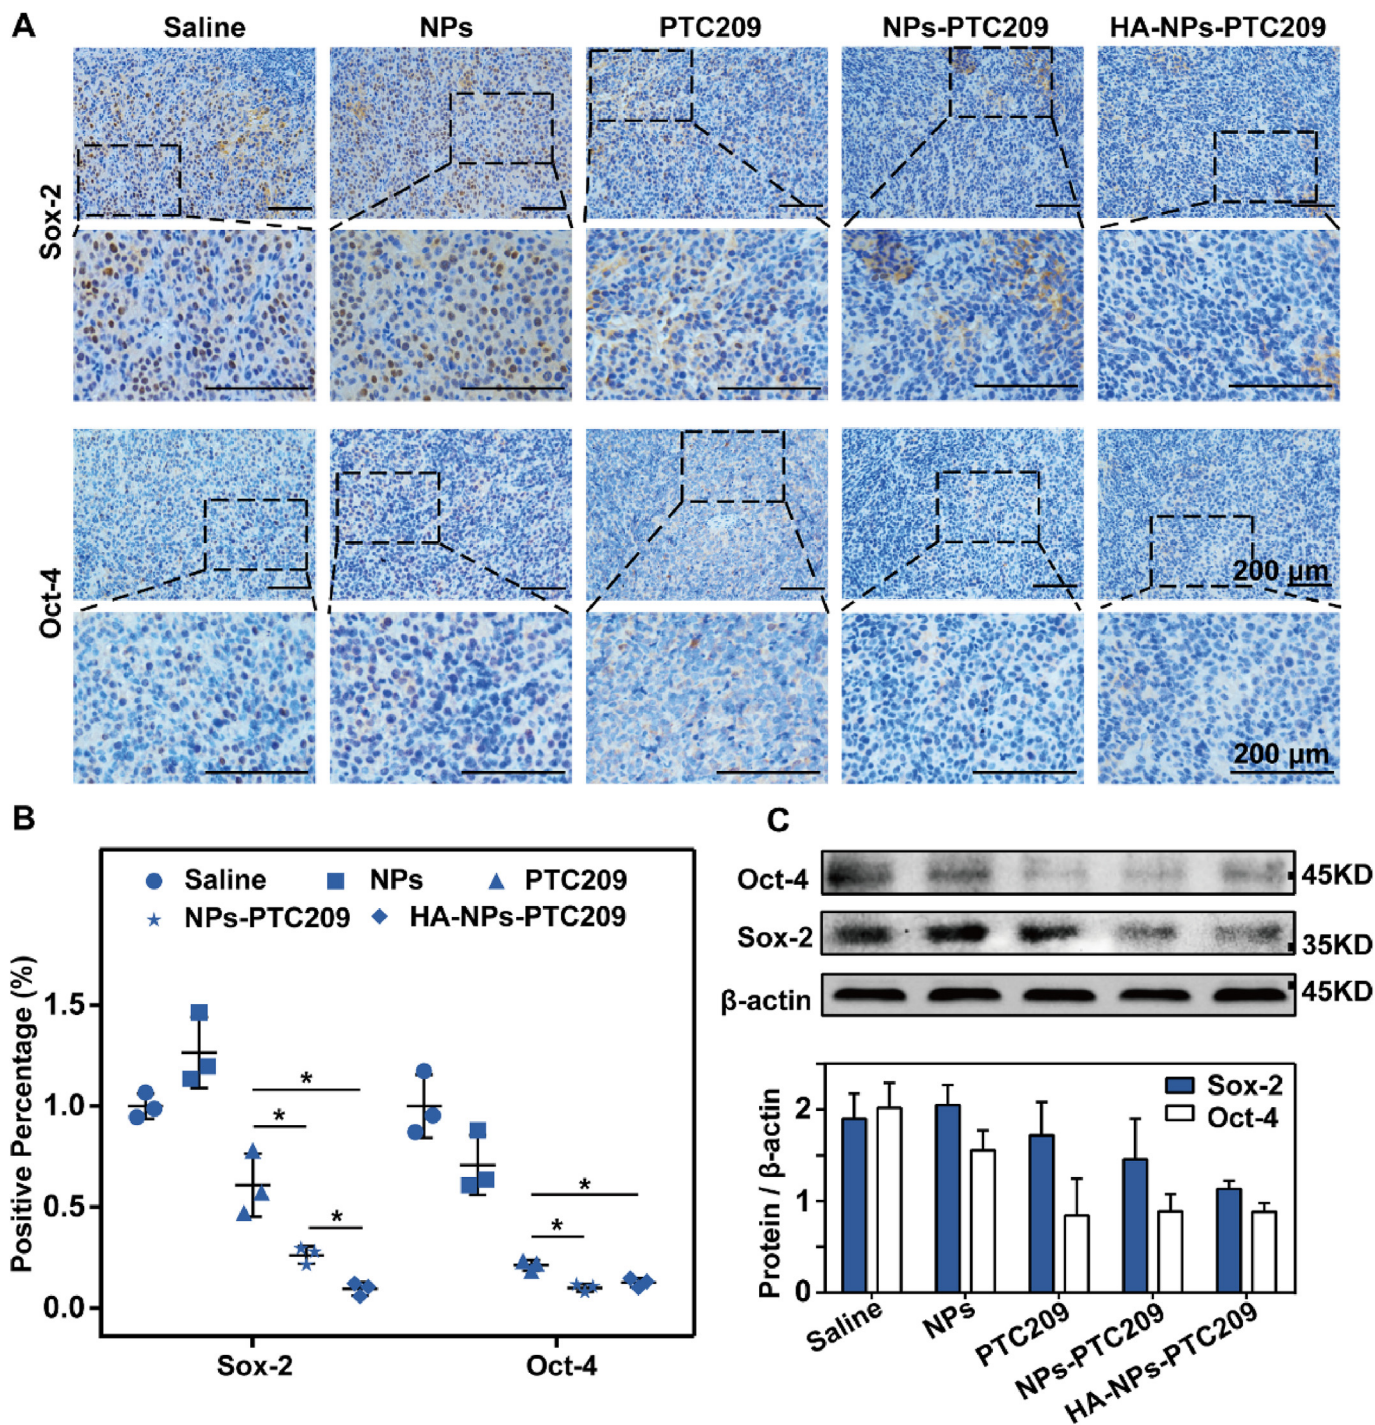 A
Saline NPs PTC209 NPs-PTC209 HA-NPs-PTC209
Sox-2
Oct-4
200 μm
200 μm
B
Saline NPs PTC209
NPs-PTC209 HA-NPs-PTC209
Positive Percentage (%)
1.5
1.0
0.5
0.0
* * *
* *
Sox-2 Oct-4
C
Oct-4 45KD
Sox-2 35KD
β-actin 45KD
Protein / β-actin
2
1
0
Sox-2
Oct-4
Saline NPs PTC209 NPs-PTC209 HA-NPs-PTC209